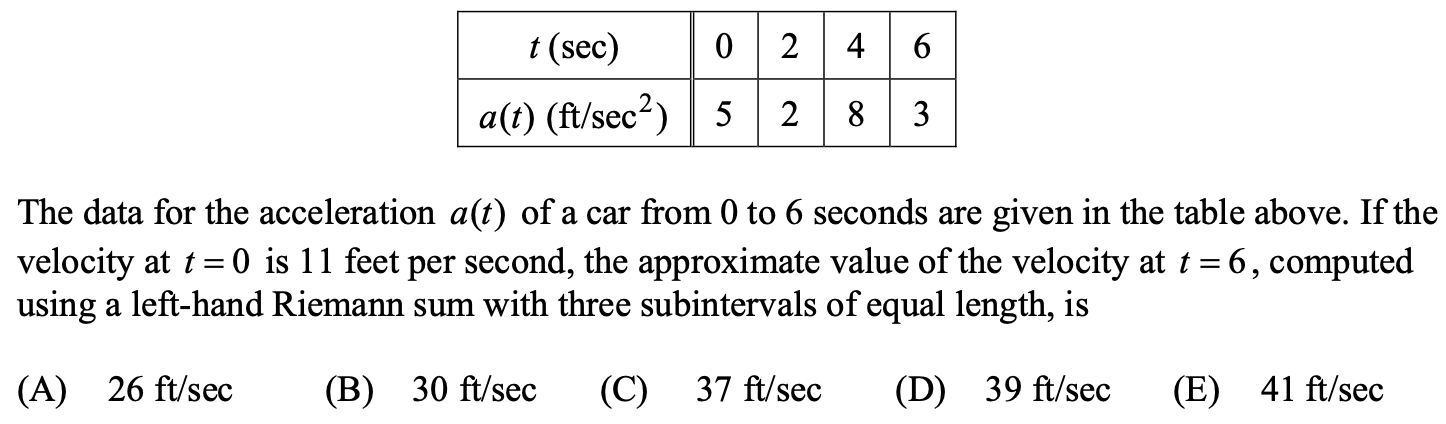 t (sec) 0 2 4 6
a(t) (ft/sec²) 5 2 8 3
The data for the acceleration a(t) of a car from 0 to 6 seconds are given in the table above. If the
velocity at t = 0 is 11 feet per second, the approximate value of the velocity at t = 6, computed
using a left-hand Riemann sum with three subintervals of equal length, is
(A) 26 ft/sec (B) 30 ft/sec (C) 37 ft/sec (D) 39 ft/sec (E) 41 ft/sec